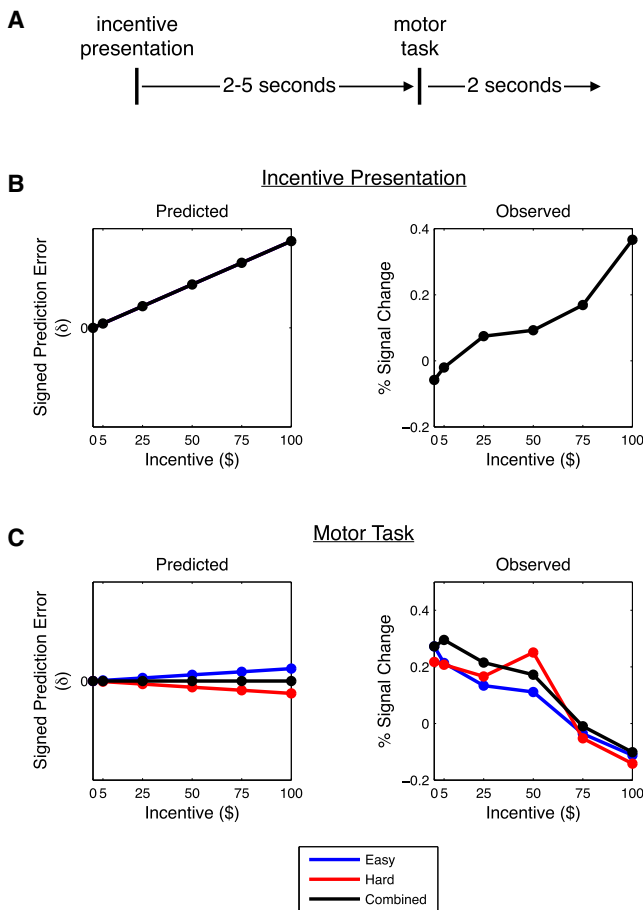 A
incentive
presentation
motor
task
2-5 seconds
2 seconds
B
Incentive Presentation
Predicted
Signed Prediction Error
(δ)
0
0 5 25 50 75 100
Incentive ($)
Observed
% Signal Change
0.4
0.2
0
−0.2
0 5 25 50 75 100
Incentive ($)
C
Motor Task
Predicted
Signed Prediction Error
(δ)
0
0 5 25 50 75 100
Incentive ($)
Observed
% Signal Change
0.4
0.2
0
−0.2
0 5 25 50 75 100
Incentive ($)
Easy
Hard
Combined